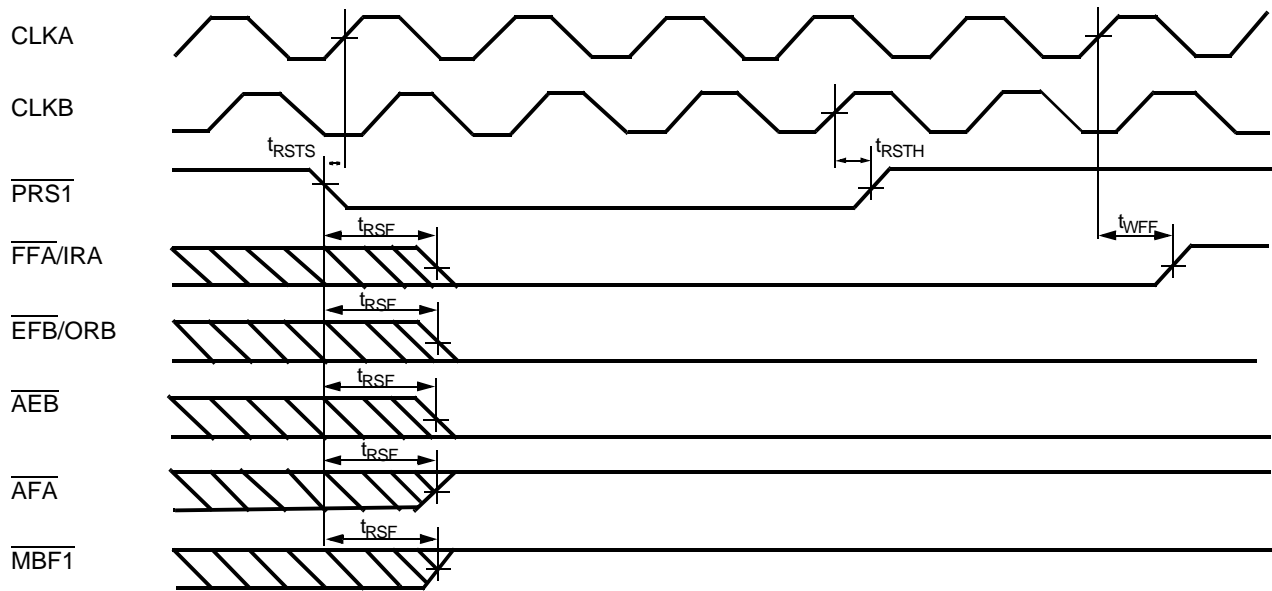 CLKA
CLKB
tRSTS
tRSTH
PRS1
tRSF
tWFF
FFA/IRA
tRSF
EFB/ORB
tRSF
AEB
tRSF
AFA
tRSF
MBF1